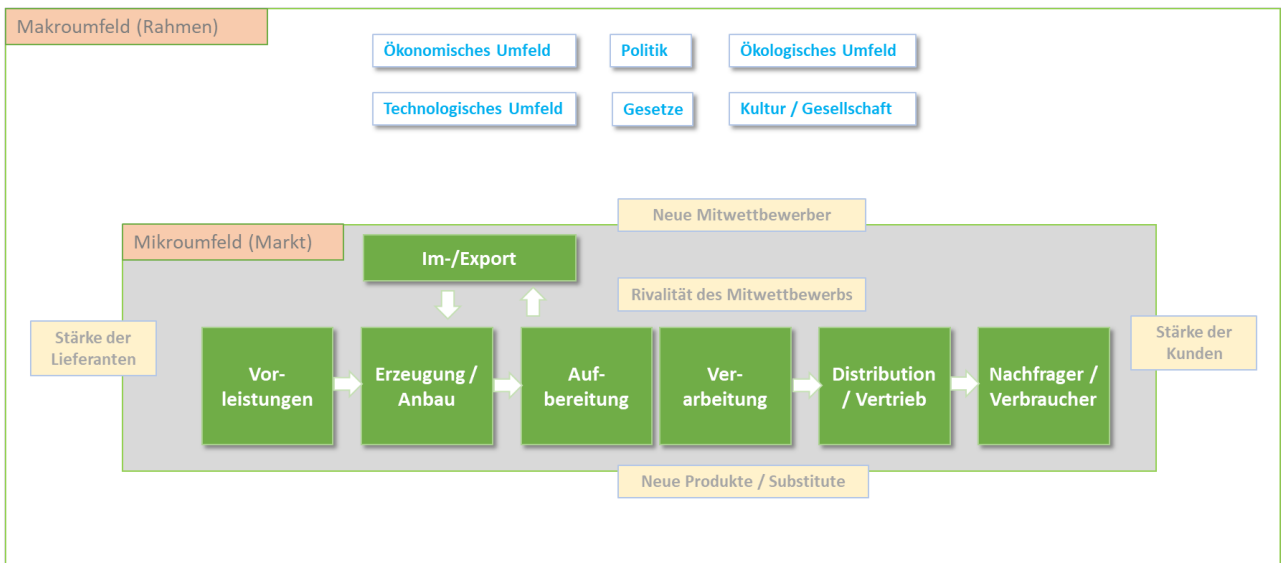 Makroumfeld (Rahmen)
Ökonomisches Umfeld
Politik
Ökologisches Umfeld
Technologisches Umfeld
Gesetze
Kultur / Gesellschaft
Neue Mitwettbewerber
Mikroumfeld (Markt)
Im-/Export
Rivalität des Mitwettbewerbs
Stärke der
Lieferanten
Vor-
leistungen
Erzeugung /
Anbau
Auf-
bereitung
Ver-
arbeitung
Distribution
/ Vertrieb
Nachfrager /
Verbraucher
Stärke der
Kunden
Neue Produkte / Substitute